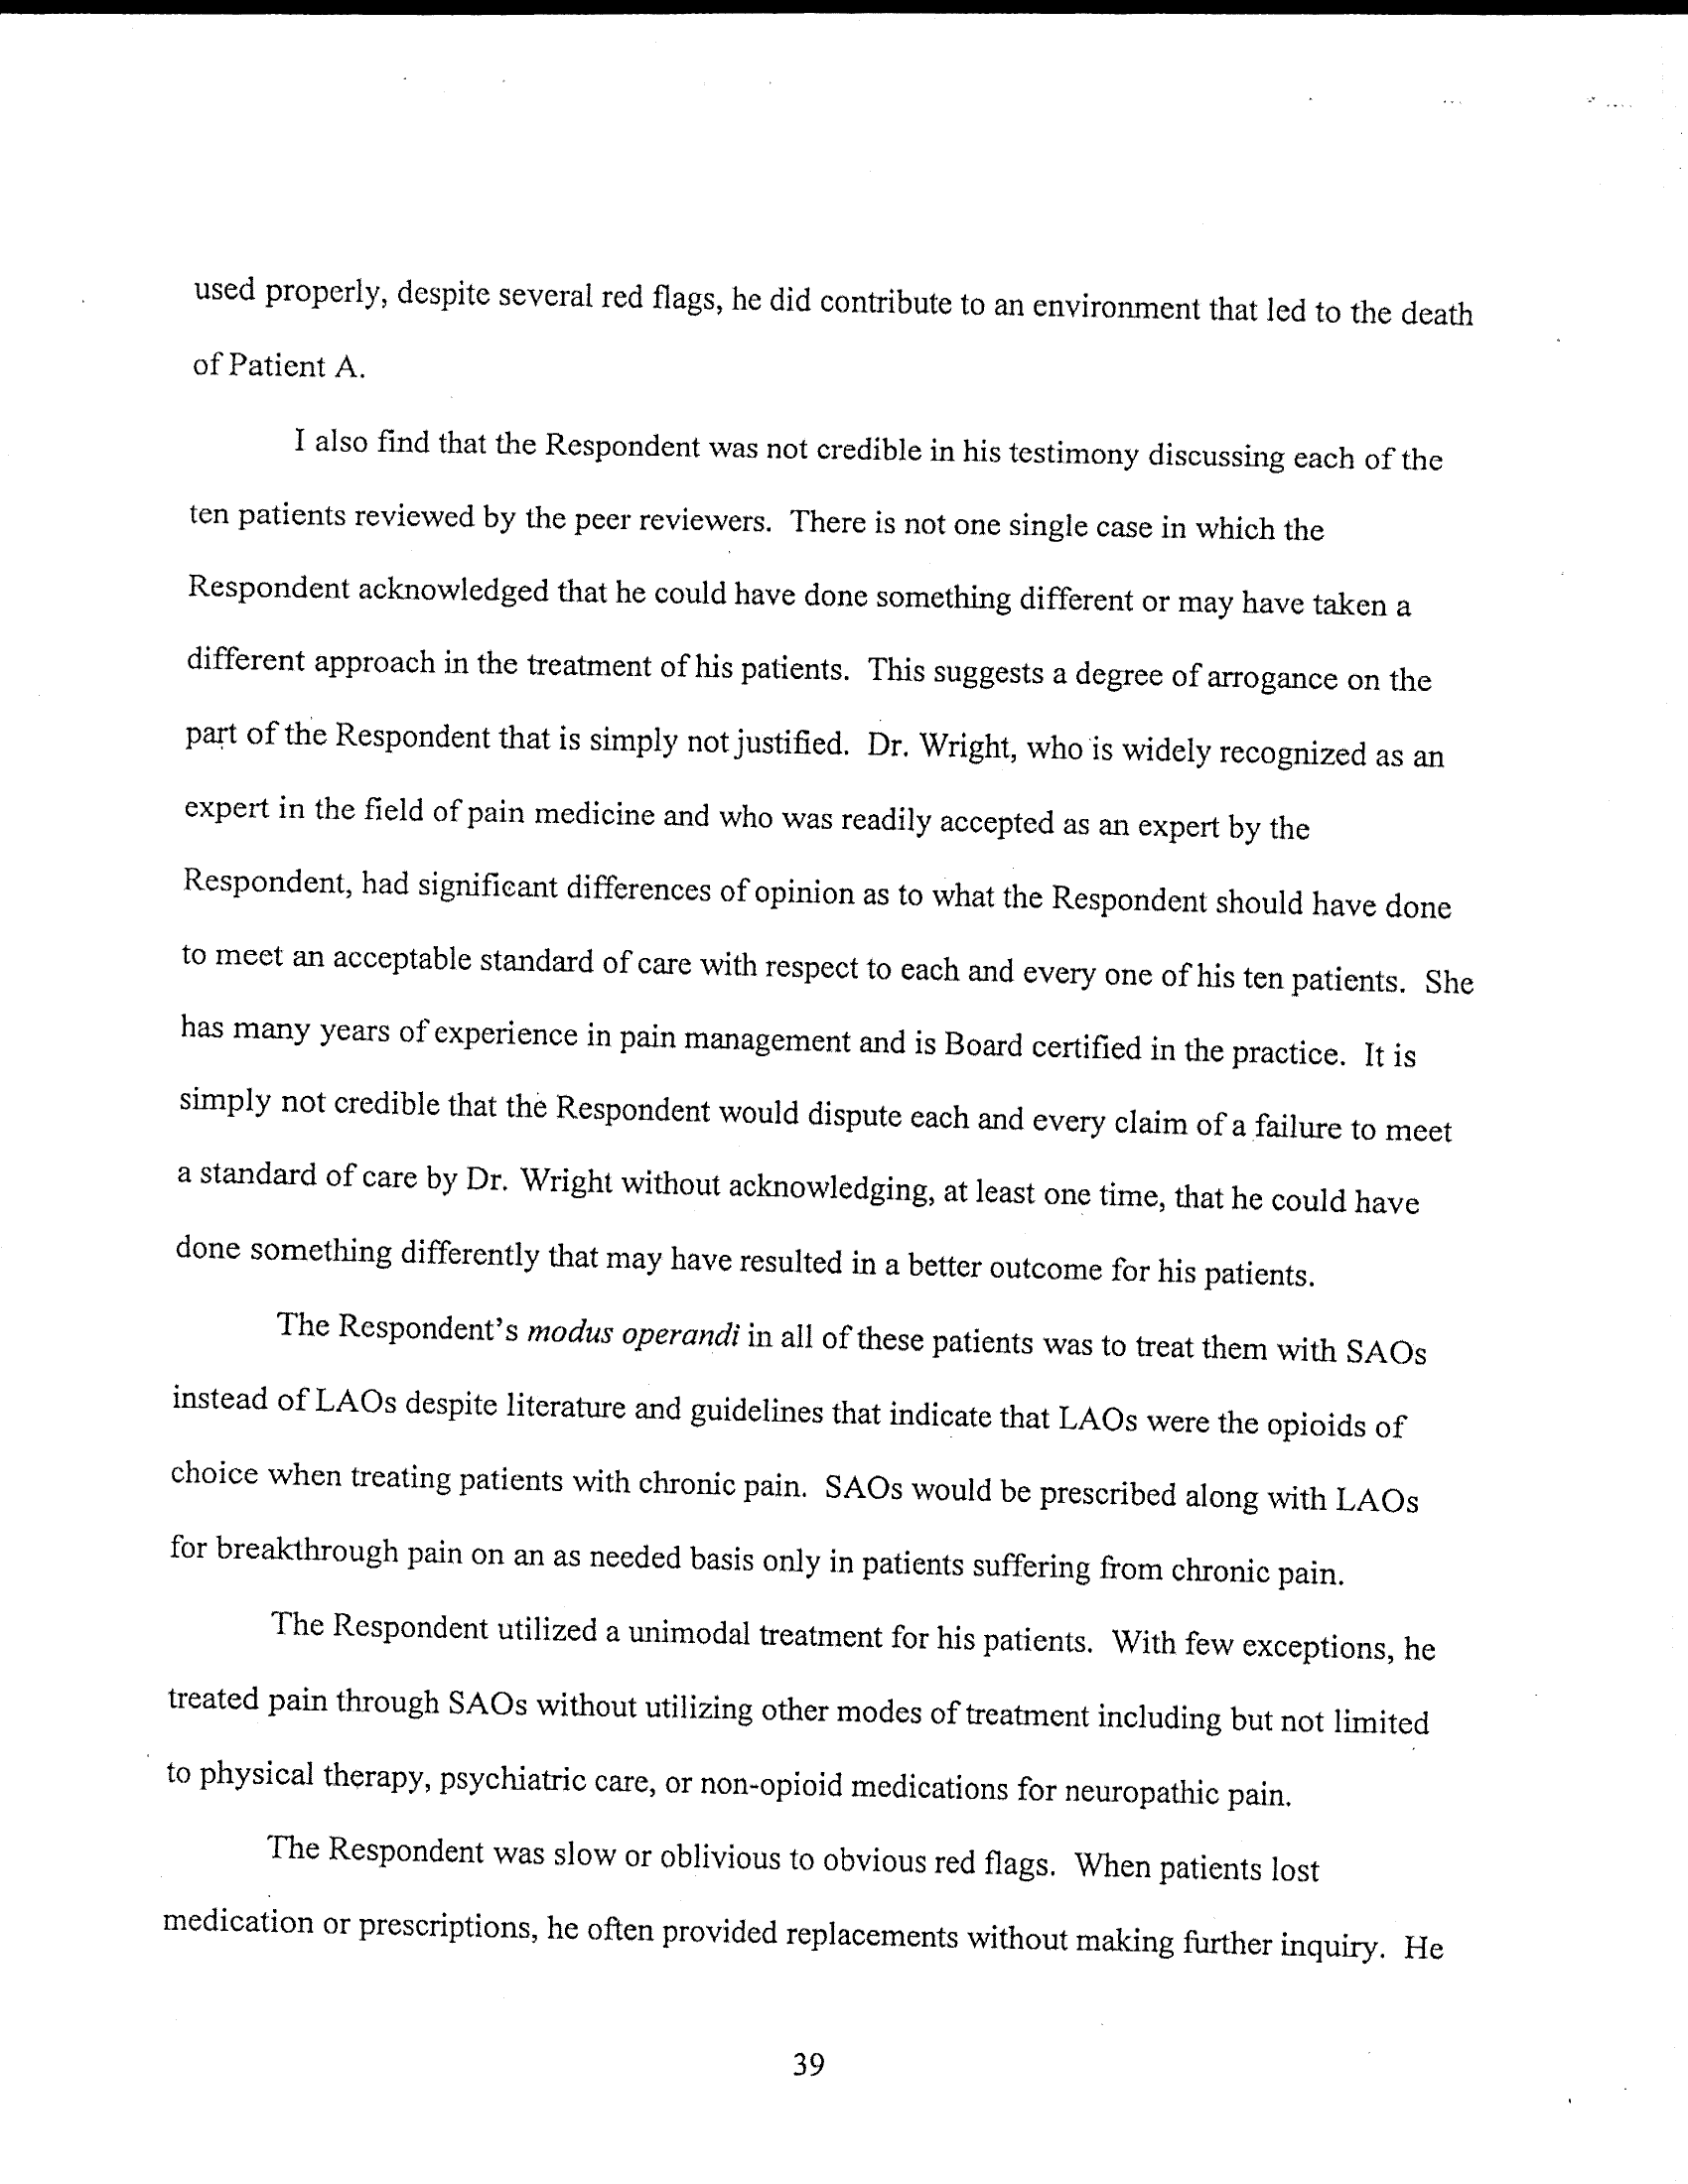 used properly, despite several red flags, he did contribute to an environment that led to the death
of Patient A.
I also find that the Respondent was not credible in his testimony discussing each of the
ten patients reviewed by the peer reviewers. There is not one single case in which the
Respondent acknowledged that he could have done something different or may have taken a
different approach in the treatment of his patients. This suggests a degree of arrogance on the
part of the Respondent that is simply not justified. Dr. Wright, who is widely recognized as an
expert in the field of pain medicine and who was readily accepted as an expert by the
Respondent, had significant differences of opinion as to what the Respondent should have done
to meet an acceptable standard of care with respect to each and every one of his ten patients. She
has many years of experience in pain management and is Board certified in the practice. It is
simply not credible that the Respondent would dispute each and every claim of a failure to meet
a standard of care by Dr. Wright without acknowledging, at least one time, that he could have
done something differently that may have resulted in a better outcome for his patients.
The Respondent's modus operandi in all of these patients was to treat them with SAOs
instead of LAOs despite literature and guidelines that indicate that LAOs were the opioids of
choice when treating patients with chronic pain. SAOs would be prescribed along with LAOs
for breakthrough pain on an as needed basis only in patients suffering from chronic pain.
The Respondent utilized a unimodal treatment for his patients. With few exceptions, he
treated pain through SAOs without utilizing other modes of treatment including but not limited
to physical therapy, psychiatric care, or non-opioid medications for neuropathic pain.
The Respondent was slow or oblivious to obvious red flags. When patients lost
medication or prescriptions, he often provided replacements without making further inquiry. He
39